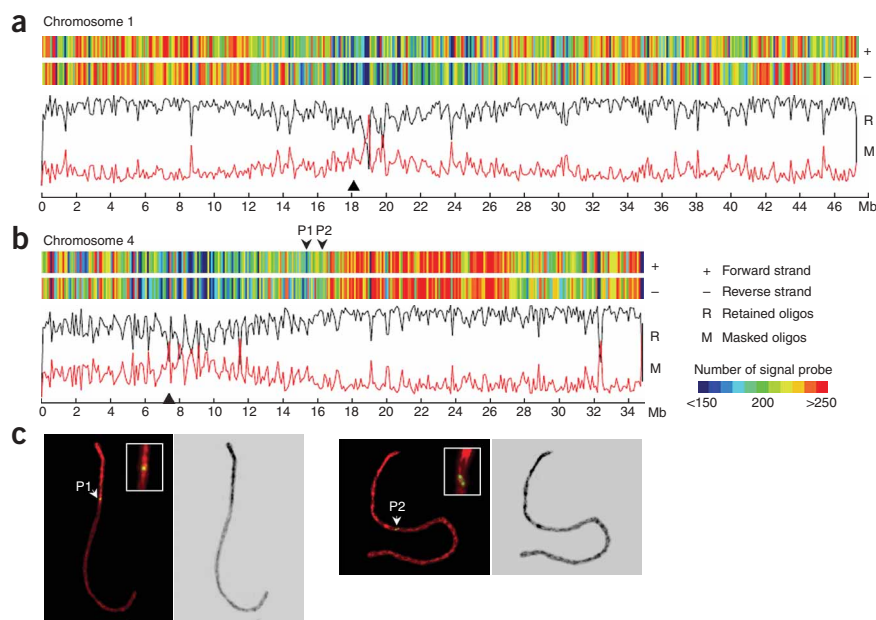 a Chromosome 1
+
−
R
M
0 2 4 6 8 10 12 14 16 18 20 22 24 26 28 30 32 34 36 38 40 42 44 46 Mb
b Chromosome 4 P1 P2
+
−
R
M
0 2 4 6 8 10 12 14 16 18 20 22 24 26 28 30 32 34 Mb
+ Forward strand
− Reverse strand
R Retained oligos
M Masked oligos
Number of signal probe
<150 200 >250
c
P1
P2